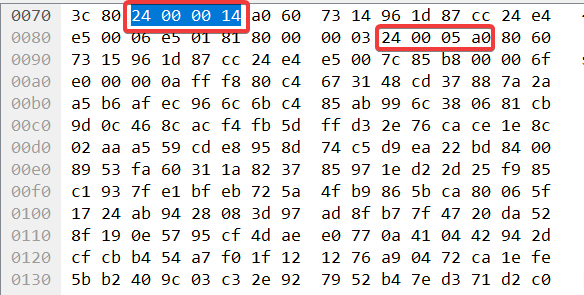 0070 3c 80 24 00 00 14 a0 60 73 14 96 1d 87 cc 24 e4
0080 e5 00 06 e5 01 81 80 00 00 03 24 00 05 a0 80 60
0090 73 15 96 1d 87 cc 24 e4 e5 00 7c 85 b8 00 00 6f
00a0 e0 00 00 0a ff f8 80 c4 67 31 48 cd 37 88 7a 2a
00b0 a5 b6 af ec 96 6c 6b c4 85 ab 99 6c 38 06 81 cb
00c0 9d 0c 46 8c ac f4 fb 5d ff d3 2e 76 ca ce 1e 8c
00d0 02 aa a5 59 cd e8 95 8d 74 c5 d9 ea 22 bd 84 00
00e0 89 53 fa 60 31 1a 82 37 85 97 1e d2 2d 25 f9 85
00f0 c1 93 7f e1 bf eb 72 5a 4f b9 86 5b ca 80 06 5f
0100 17 24 ab 94 28 08 3d 97 ad 8f b7 7f 47 20 da 52
0110 8f 19 0e 57 95 cf 4d ae e0 77 0a 41 04 42 94 2d
0120 cf cb b4 54 a7 f0 1f 12 12 76 a9 04 72 ca 1e fe
0130 5b b2 40 9c 03 c3 2e 92 79 52 b4 7e d3 71 d2 c0